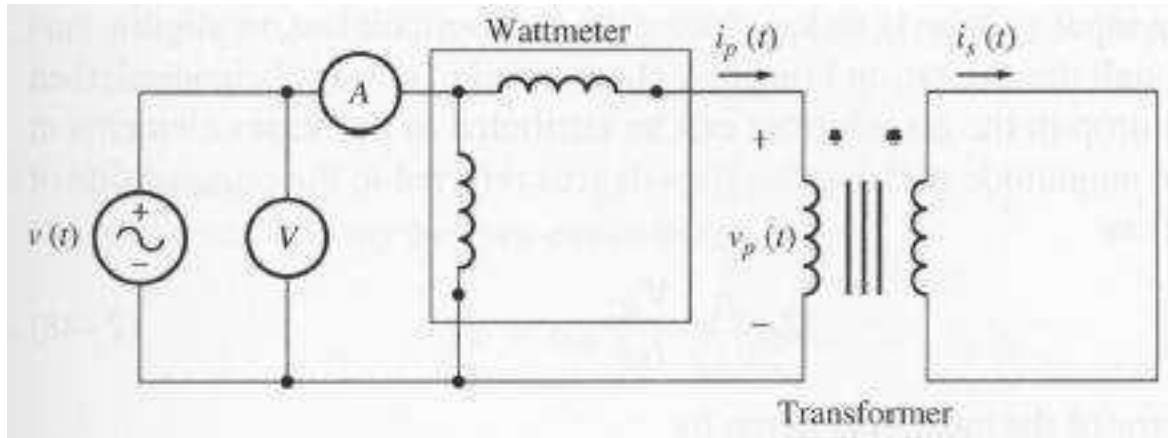 Wattmeter
i_p (t)
i_s (t)
A
+
+
v (t)
V
v_p (t)
−
−
Transformer